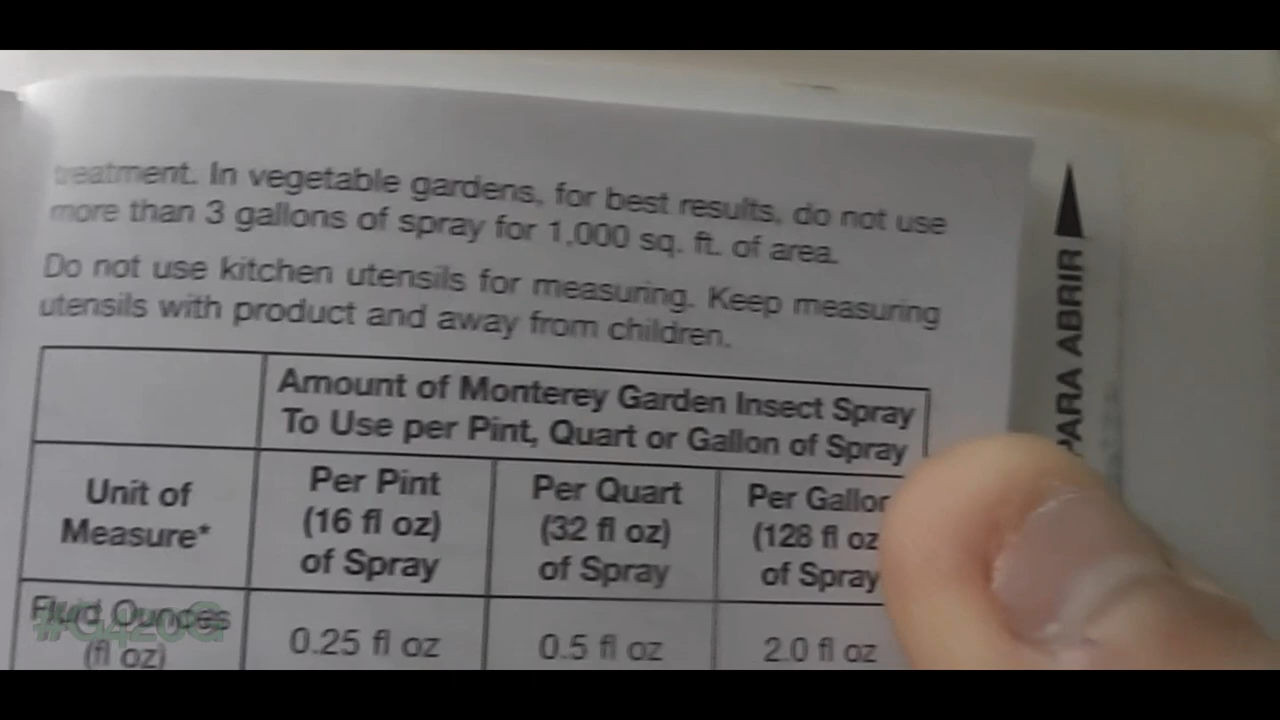 treatment. In vegetable gardens, for best results, do not use
more than 3 gallons of spray for 1,000 sq. ft. of area.
Do not use kitchen utensils for measuring. Keep measuring
utensils with product and away from children.
Amount of Monterey Garden Insect Spray
To Use per Pint, Quart or Gallon of Spray
Unit of
Measure*
Per Pint
(16 fl oz)
of Spray
Per Quart
(32 fl oz)
of Spray
Per Gallon
(128 fl oz
of Spray
Fluid Ounces
(fl oz)
0.25 fl oz
0.5 fl oz
2.0 fl oz
PARA ABRIR